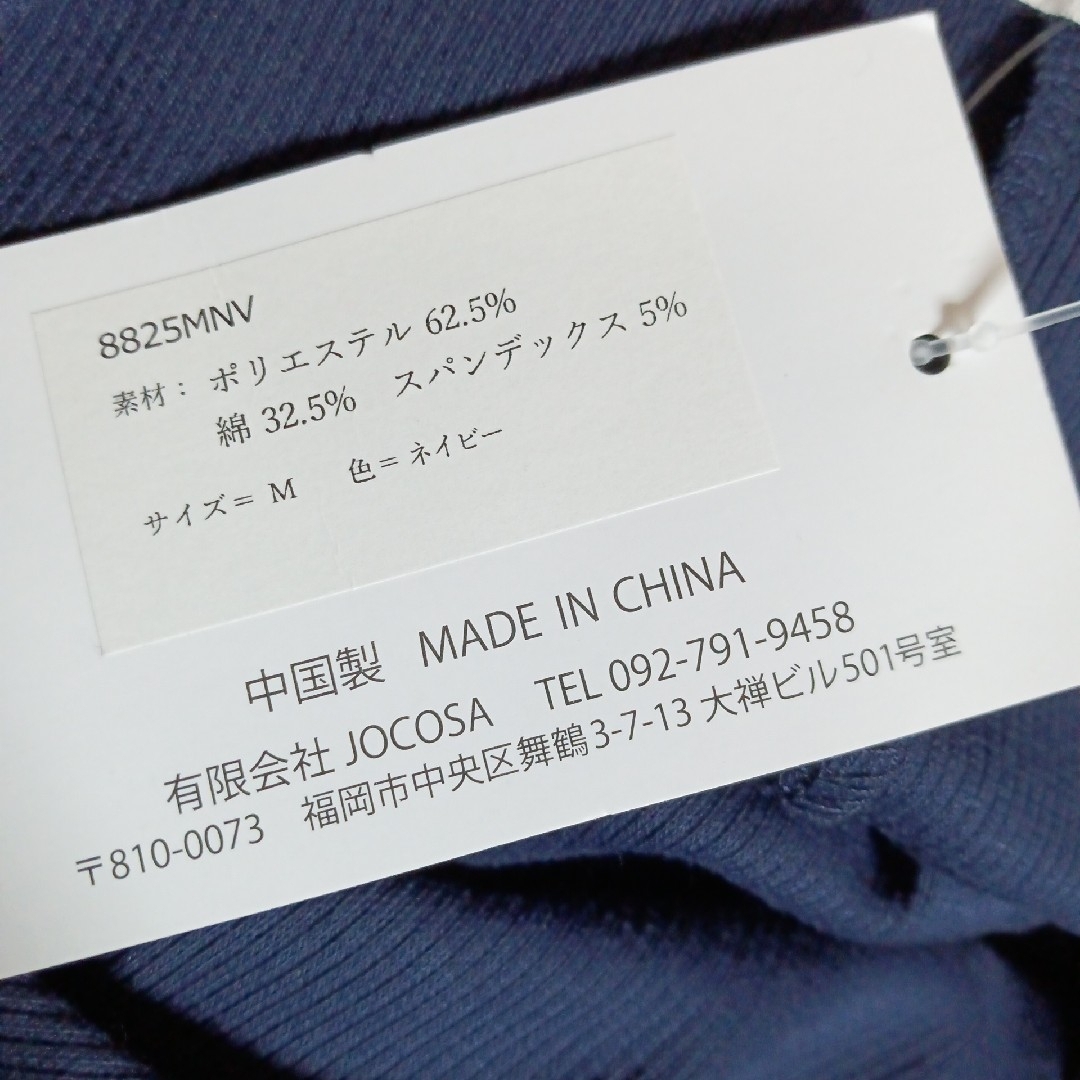 8825MNV
素材： ポリエステル 62.5%
綿 32.5%　スパンデックス 5%
サイズ＝ M　色＝ネイビー
中国製 MADE IN CHINA
有限会社 JOCOSA　TEL 092-791-9458
〒810-0073　福岡市中央区舞鶴3-7-13 大禅ビル501号室